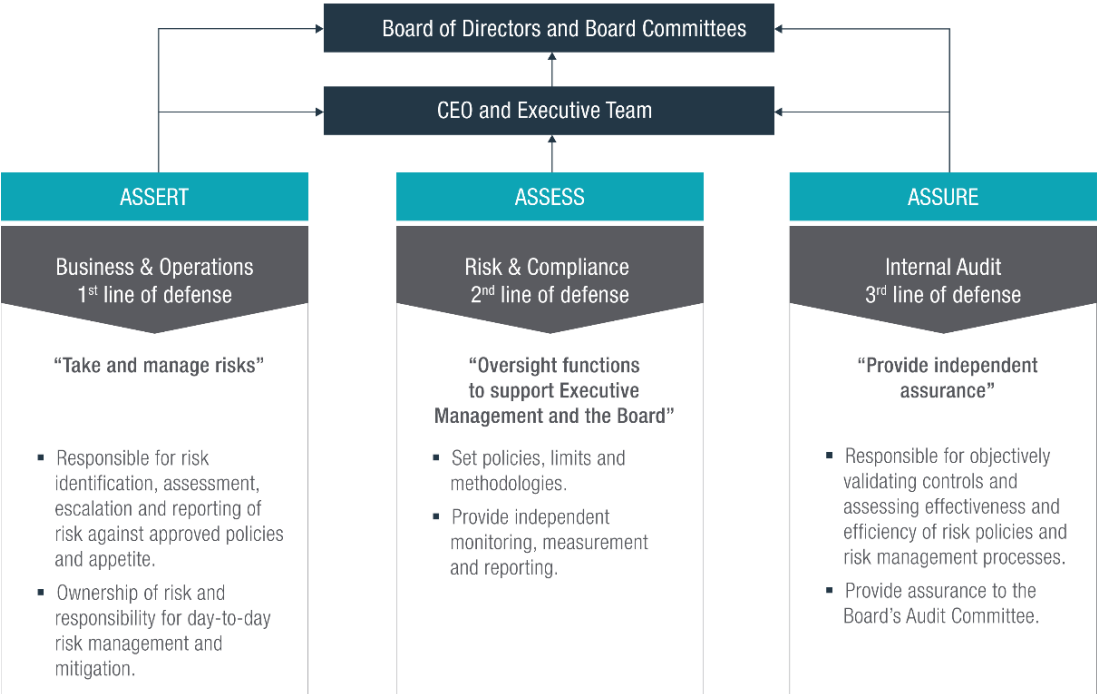 Board of Directors and Board Committees
CEO and Executive Team
ASSERT
Business & Operations
1st line of defense
“Take and manage risks”
▪ Responsible for risk
identification, assessment,
escalation and reporting of
risk against approved policies
and appetite.
▪ Ownership of risk and
responsibility for day-to-day
risk management and
mitigation.
ASSESS
Risk & Compliance
2nd line of defense
“Oversight functions
to support Executive
Management and the Board”
▪ Set policies, limits and
methodologies.
▪ Provide independent
monitoring, measurement
and reporting.
ASSURE
Internal Audit
3rd line of defense
“Provide independent
assurance”
▪ Responsible for objectively
validating controls and
assessing effectiveness and
efficiency of risk policies and
risk management processes.
▪ Provide assurance to the
Board’s Audit Committee.